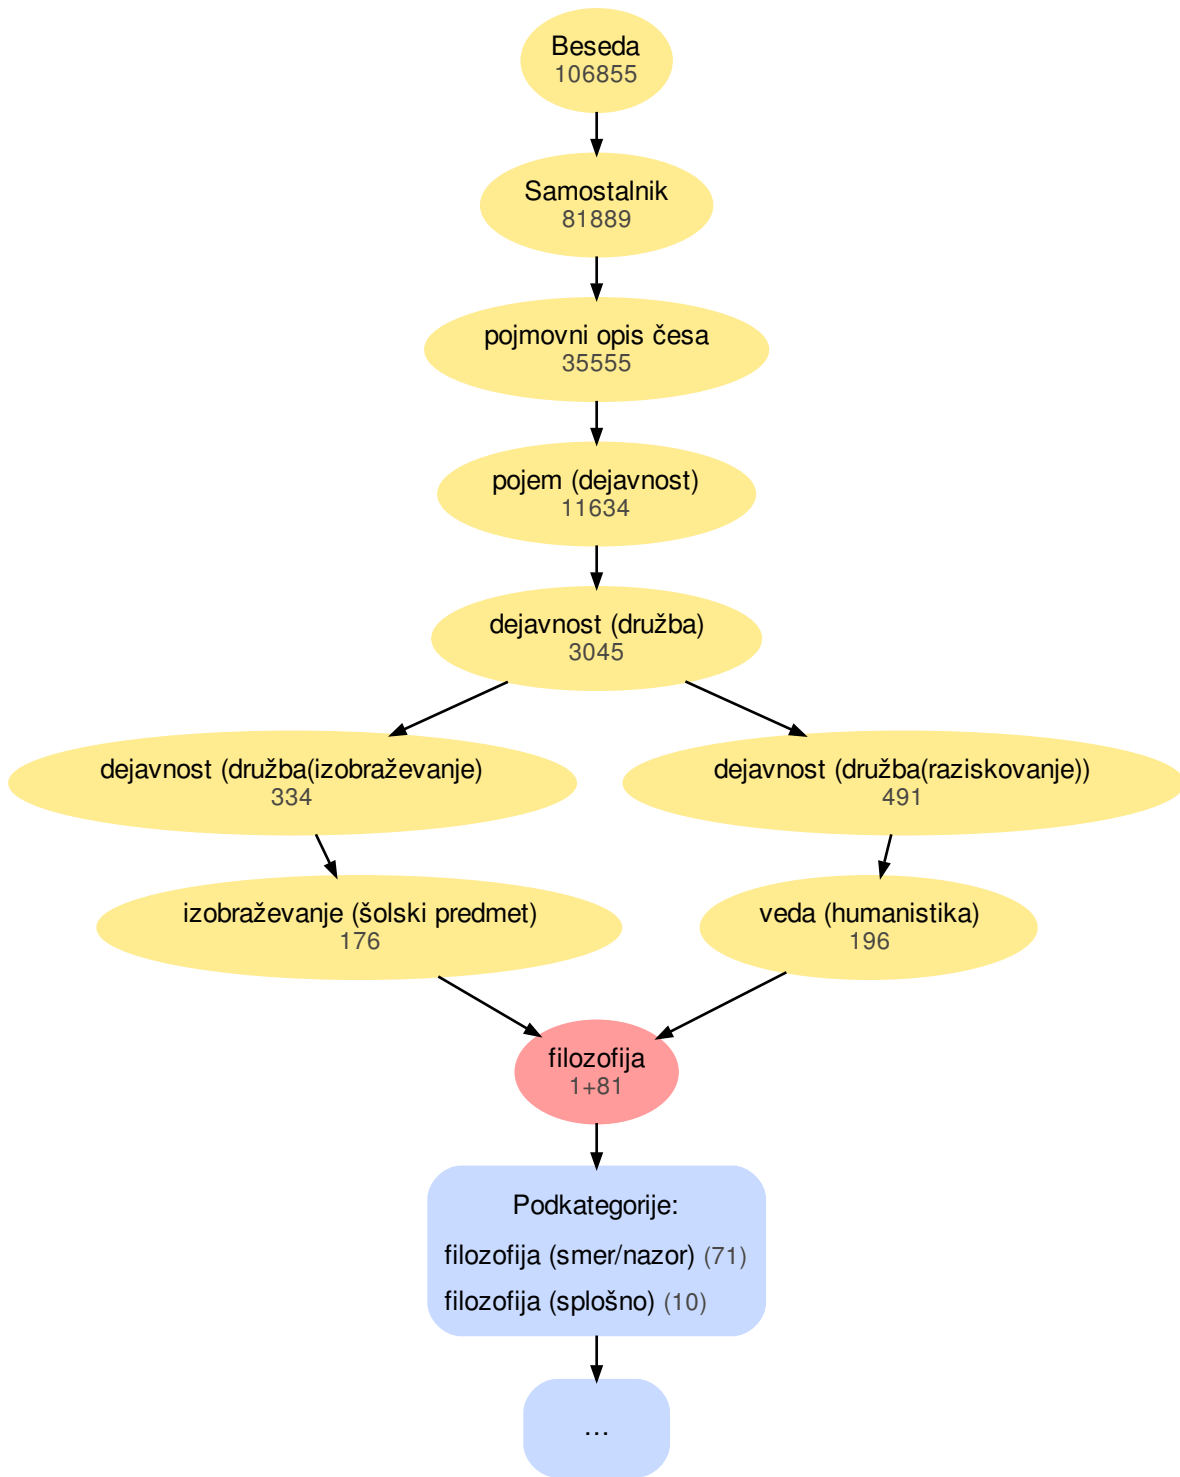 Beseda
106855
Samostalnik
81889
pojmovni opis česa
35555
pojem (dejavnost)
11634
dejavnost (družba)
3045
dejavnost (družba(izobraževanje)
334
dejavnost (družba(raziskovanje))
491
izobraževanje (šolski predmet)
176
veda (humanistika)
196
filozofija
1+81
Podkategorije:
filozofija (smer/nazor) (71)
filozofija (splošno) (10)
...